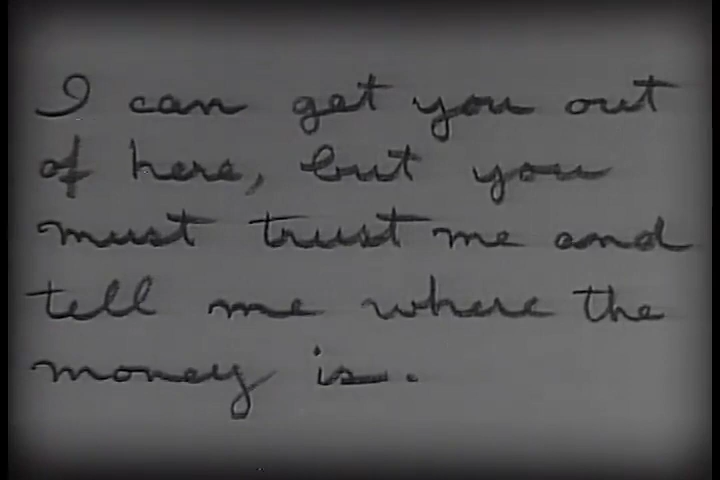 I can get you out
of here, but you
must trust me and
tell me where the
money is.